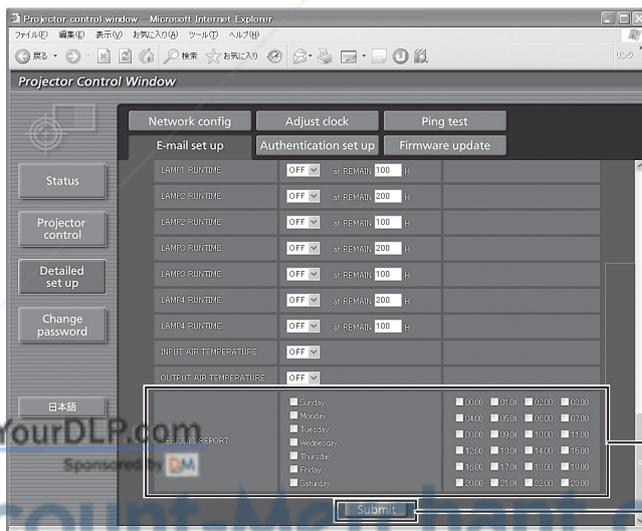 Projector control window - Microsoft Internet Explorer
ファイル(F) 編集(E) 表示(V) お気に入り(A) ツール(T) ヘルプ(H)
戻る 検索 お気に入り リンク
Projector Control Window
Network config Adjust clock Ping test
E-mail set up Authentication set up Firmware update
Status
Projector control
Detailed set up
Change password
日本語
LAMP1 RUNTIME OFF at REMAIN 100 H
LAMP2 RUNTIME OFF at REMAIN 200 H
LAMP2 RUNTIME OFF at REMAIN 100 H
LAMP3 RUNTIME OFF at REMAIN 200 H
LAMP3 RUNTIME OFF at REMAIN 100 H
LAMP4 RUNTIME OFF at REMAIN 200 H
LAMP4 RUNTIME OFF at REMAIN 100 H
INPUT AIR TEMPERATURE OFF
OUTPUT AIR TEMPERATURE OFF
REPORT
Sunday
Monday
Tuesday
Wednesday
Thursday
Friday
Saturday
00:00 01:00 02:00 03:00
04:00 05:00 06:00 07:00
08:00 09:00 10:00 11:00
12:00 13:00 14:00 15:00
16:00 17:00 18:00 19:00
20:00 21:00 22:00 23:00
Submit
YourDLP.com
Sponsored by DM